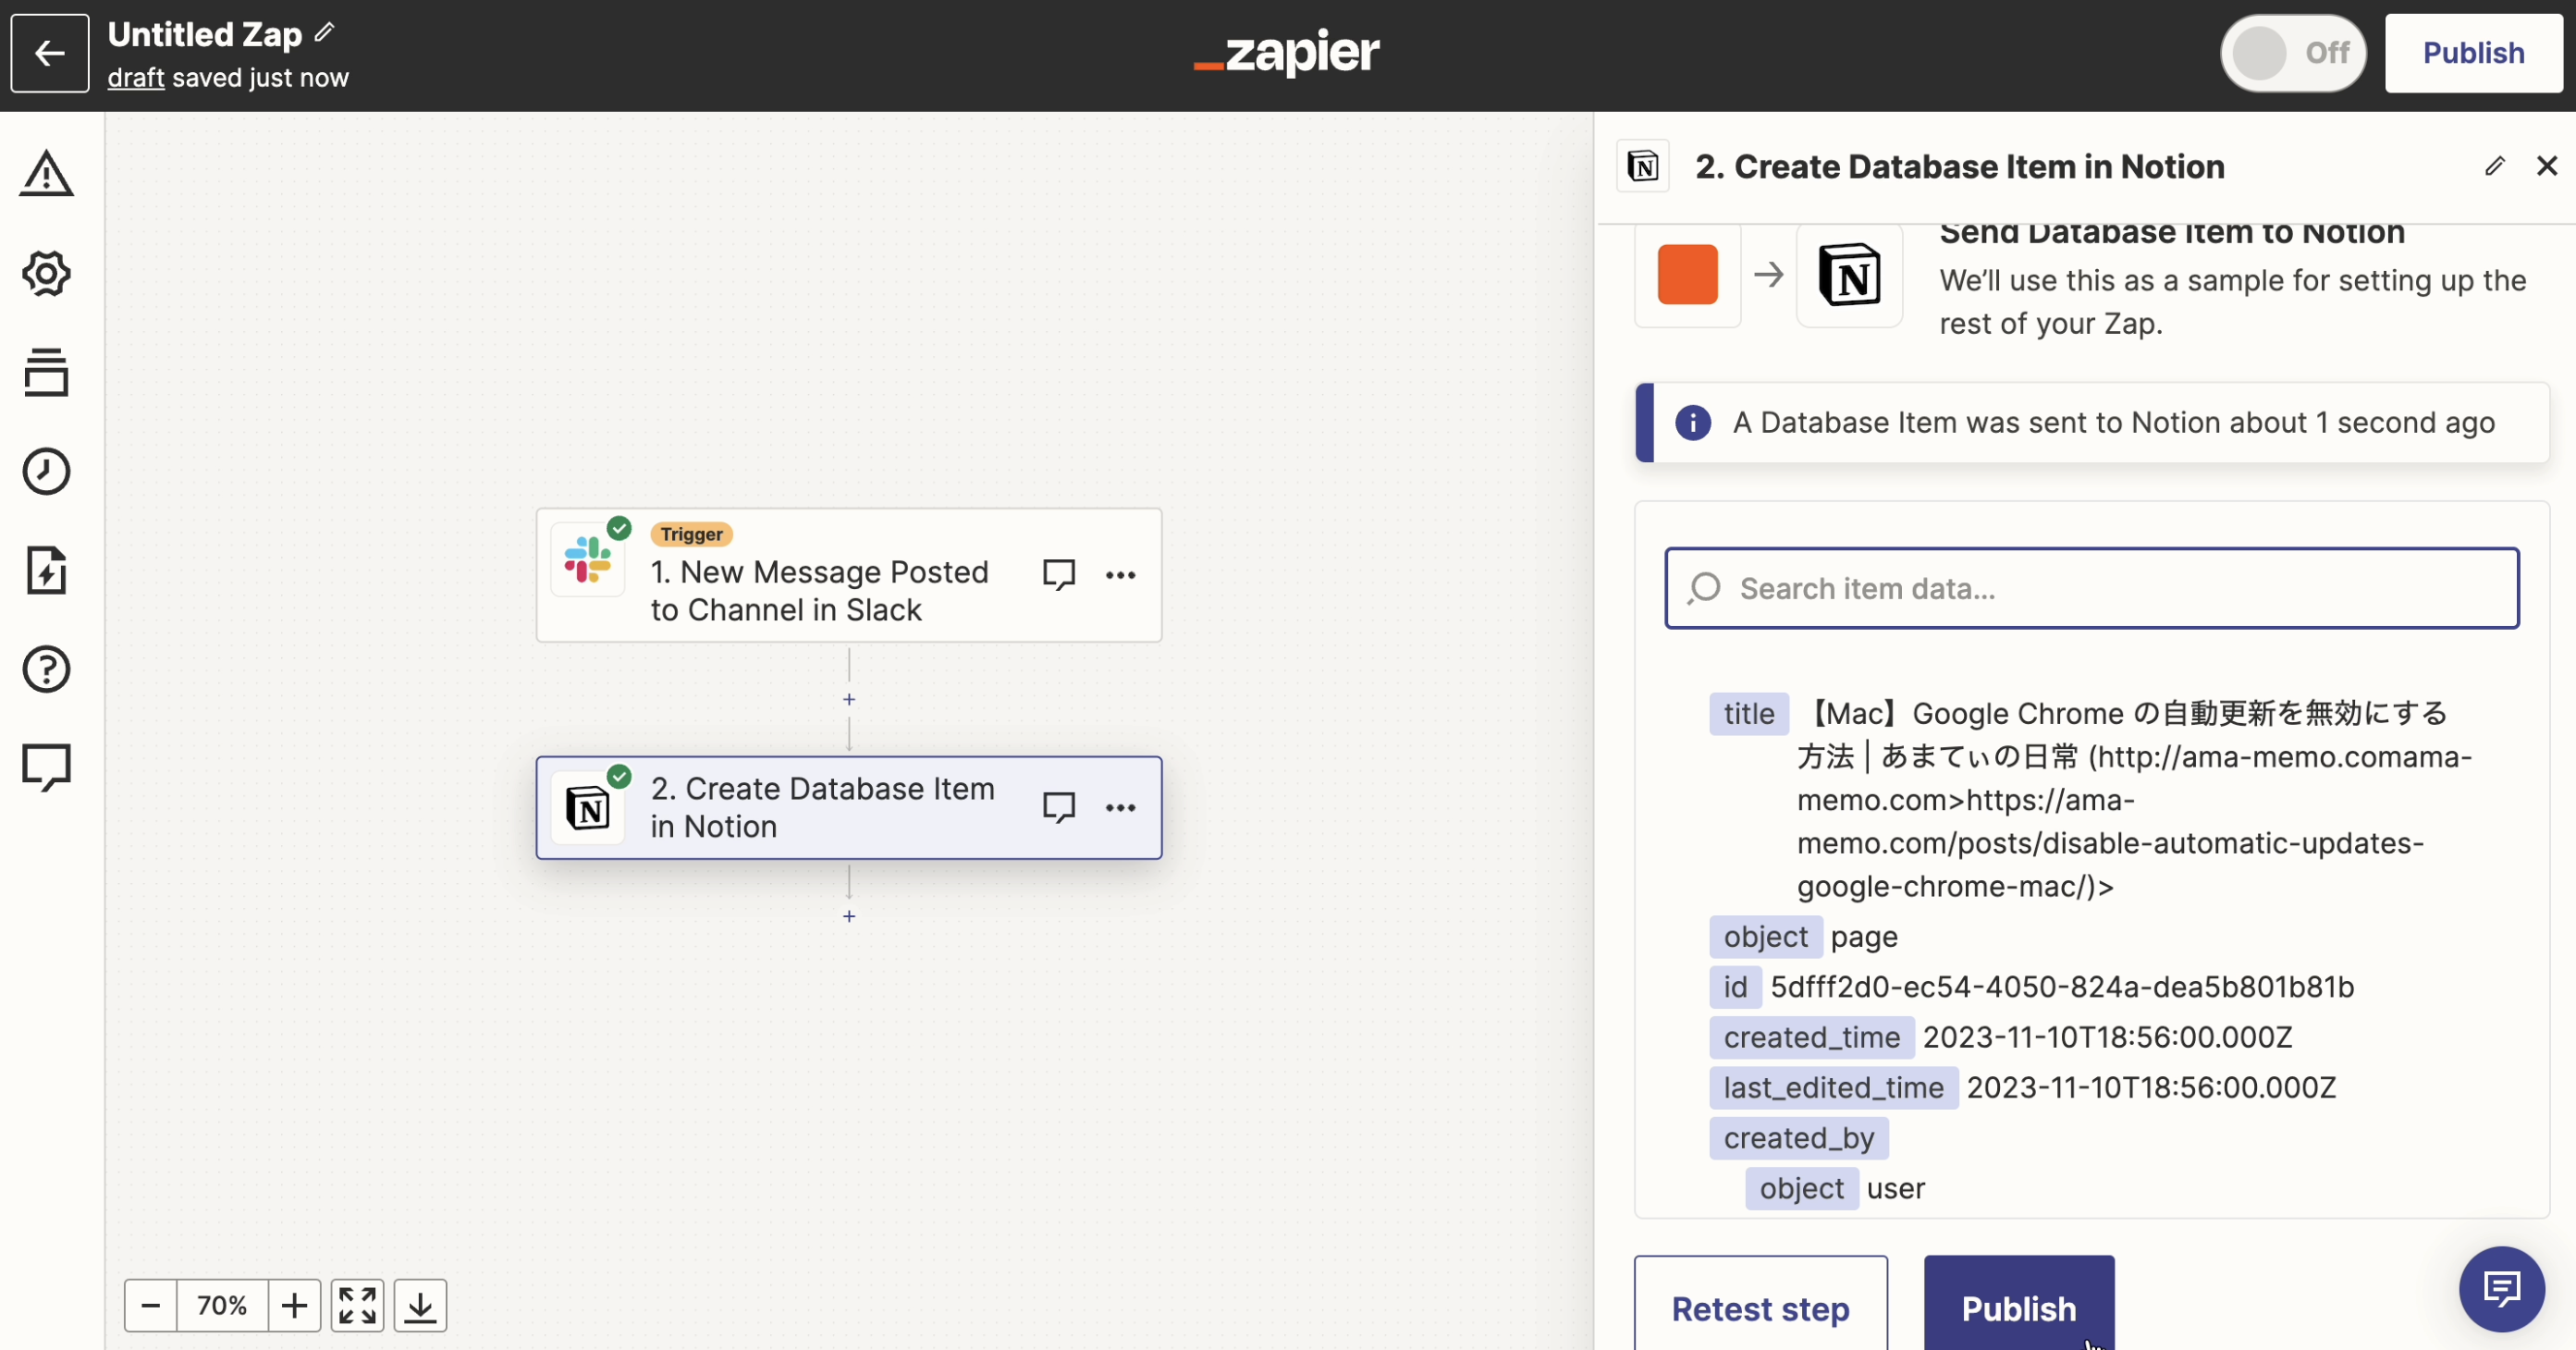 Untitled Zap
draft saved just now
zapier
Off
Publish
2. Create Database Item in Notion
Send Database Item to Notion
We’ll use this as a sample for setting up the
rest of your Zap.
A Database Item was sent to Notion about 1 second ago
Search item data...
title 【Mac】Google Chrome の自動更新を無効にする
方法 | あまてぃの日常 (http://ama-memo.comama-
memo.com>https://ama-
memo.com/posts/disable-automatic-updates-
google-chrome-mac/)>
object page
id 5dfff2d0-ec54-4050-824a-dea5b801b81b
created_time 2023-11-10T18:56:00.000Z
last_edited_time 2023-11-10T18:56:00.000Z
created_by
object user
Retest step
Publish
Trigger
1. New Message Posted
to Channel in Slack
2. Create Database Item
in Notion
70%